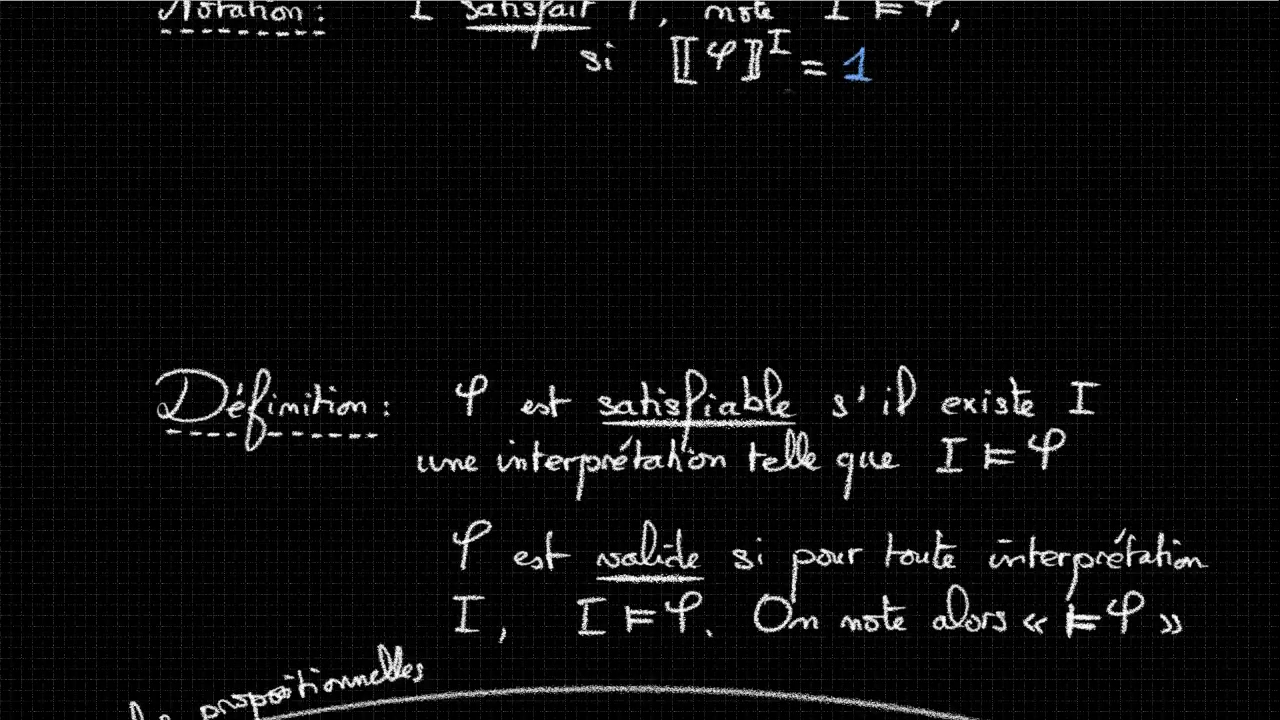 Notation : I satisfait φ, noté I ⊨ φ,
si ⟦φ⟧ᴵ = 1
Définition : φ est satisfiable s'il existe I
une interprétation telle que I ⊨ φ
φ est valide si pour toute interprétation
I, I ⊨ φ. On note alors « ⊨ φ »
propositionnelles